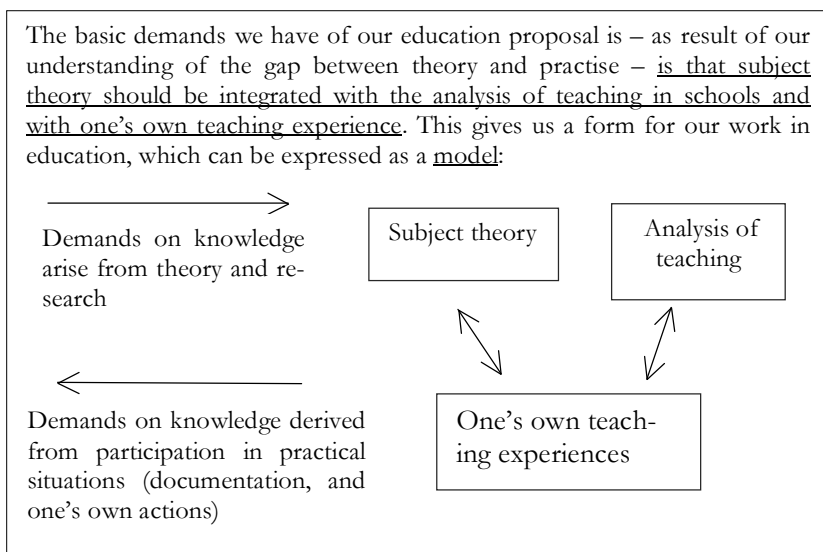 The basic demands we have of our education proposal is – as result of our
understanding of the gap between theory and practise – is that subject
theory should be integrated with the analysis of teaching in schools and
with one’s own teaching experience. This gives us a form for our work in
education, which can be expressed as a model:
Demands on knowledge
arise from theory and re-
search
Subject theory
Analysis of
teaching
Demands on knowledge derived
from participation in practical
situations (documentation, and
one’s own actions)
One’s own teach-
ing experiences